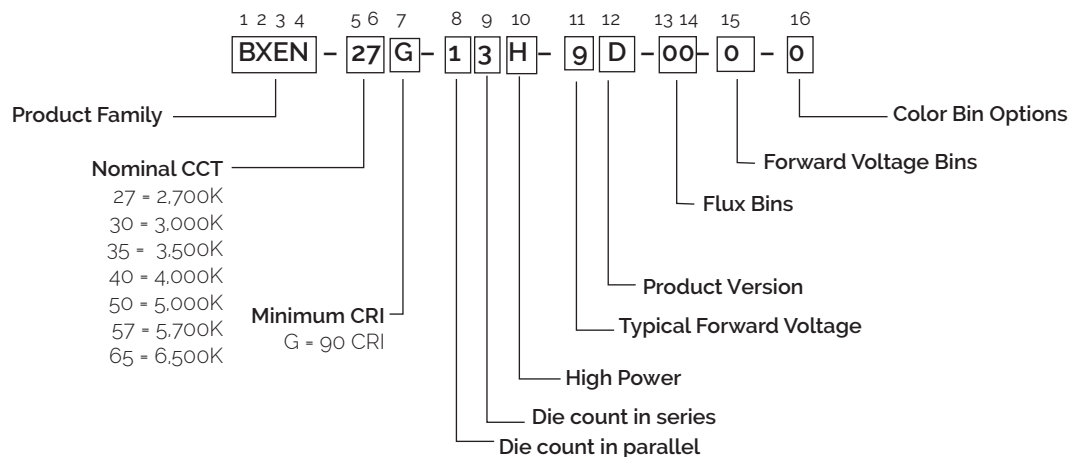 1 2 3 4 5 6 7 8 9 10 11 12 13 14 15 16
BXEN – 27 G – 1 3 H – 9 D – 00 – 0 – 0
Product Family
Color Bin Options
Nominal CCT
Forward Voltage Bins
27 = 2,700K
30 = 3,000K
35 = 3,500K
40 = 4,000K
50 = 5,000K
57 = 5,700K
65 = 6,500K
Flux Bins
Minimum CRI
G = 90 CRI
Product Version
Typical Forward Voltage
High Power
Die count in series
Die count in parallel